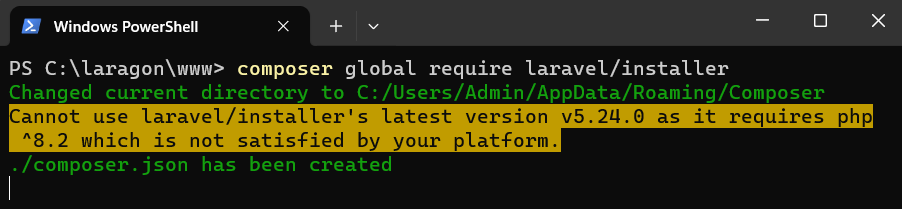 Windows PowerShell
PS C:\laragon\www> composer global require laravel/installer
Changed current directory to C:/Users/Admin/AppData/Roaming/Composer
Cannot use laravel/installer's latest version v5.24.0 as it requires php
 ^8.2 which is not satisfied by your platform.
./composer.json has been created